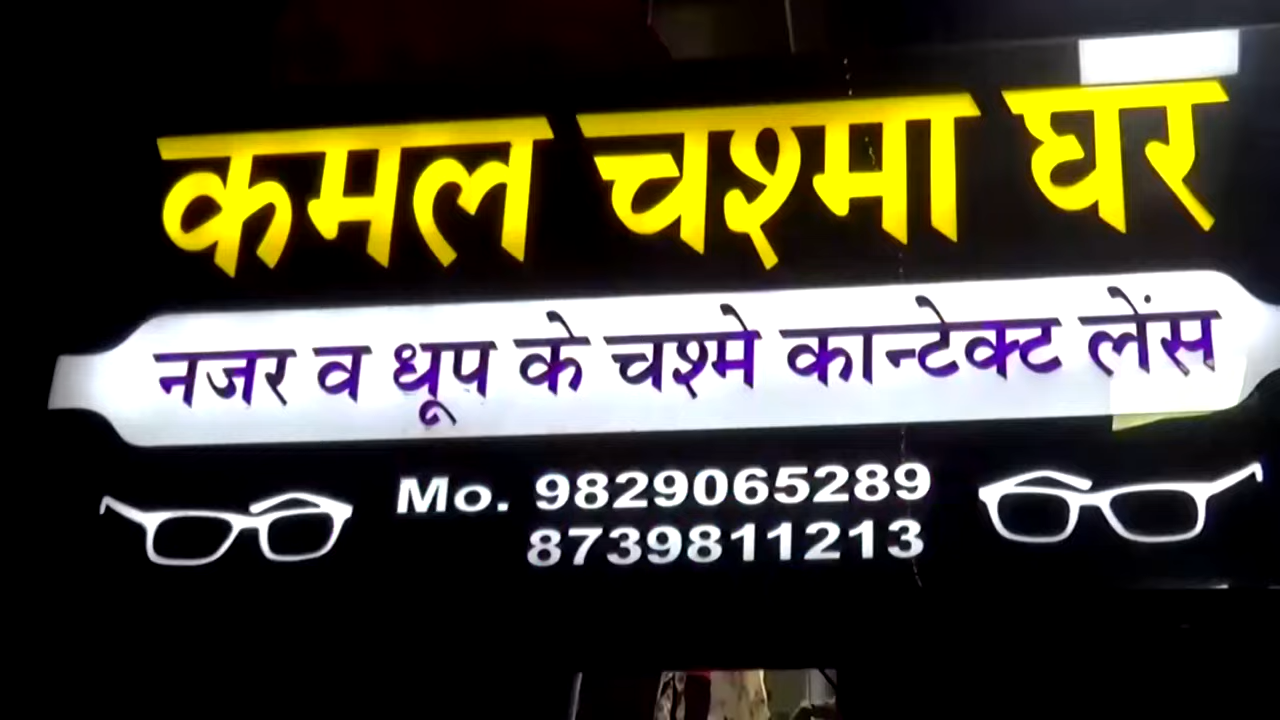 कमल चश्मा घर
नजर व धूप के चश्मे कान्टेक्ट लेंस
Mo. 9829065289
8739811213